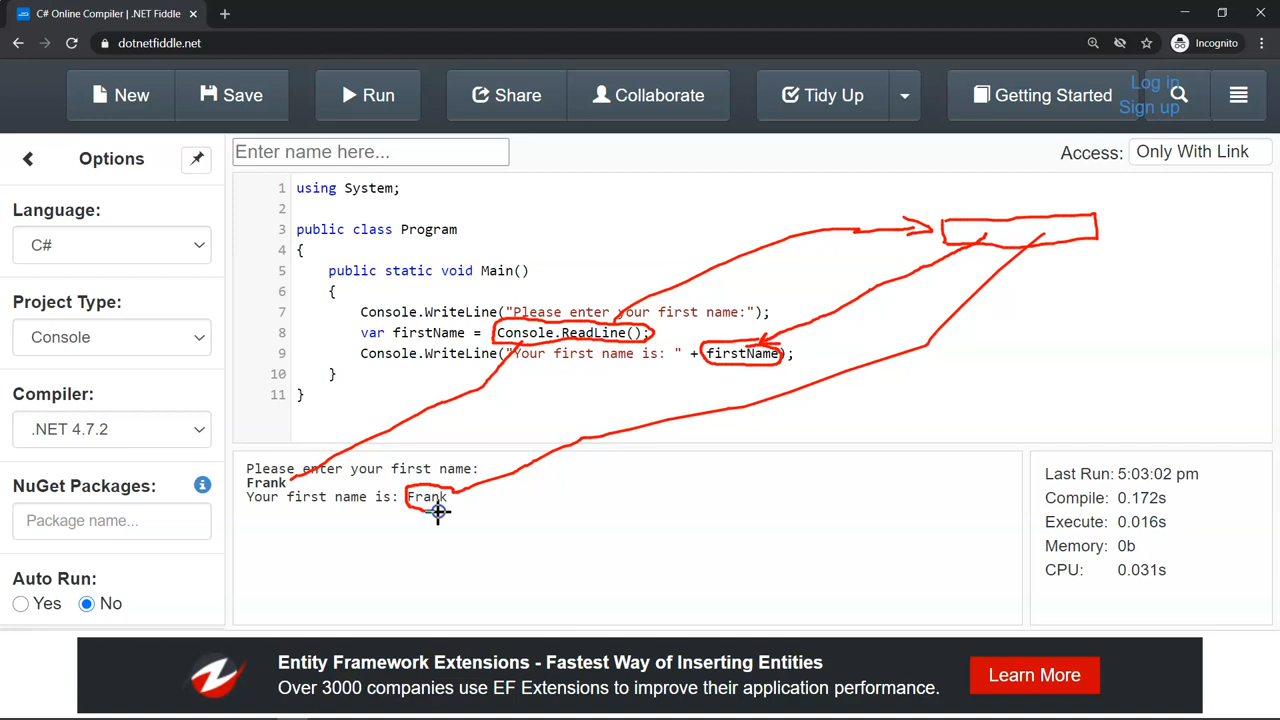 C# Online Compiler | .NET Fiddle
dotnetfiddle.net
Incognito
New
Save
Run
Share
Collaborate
Tidy Up
Getting Started
Log in
Sign up
Options
Enter name here...
Access:
Only With Link
Language:
C#
Project Type:
Console
Compiler:
.NET 4.7.2
NuGet Packages:
Package name...
Auto Run:
Yes
No
1 using System;
2
3 public class Program
4 {
5 public static void Main()
6 {
7 Console.WriteLine("Please enter your first name:");
8 var firstName = Console.ReadLine();
9 Console.WriteLine("Your first name is: " + firstName);
10 }
11 }
Please enter your first name:
Frank
Your first name is: Frank
Last Run: 5:03:02 pm
Compile: 0.172s
Execute: 0.016s
Memory: 0b
CPU: 0.031s
Entity Framework Extensions - Fastest Way of Inserting Entities
Over 3000 companies use EF Extensions to improve their application performance.
Learn More